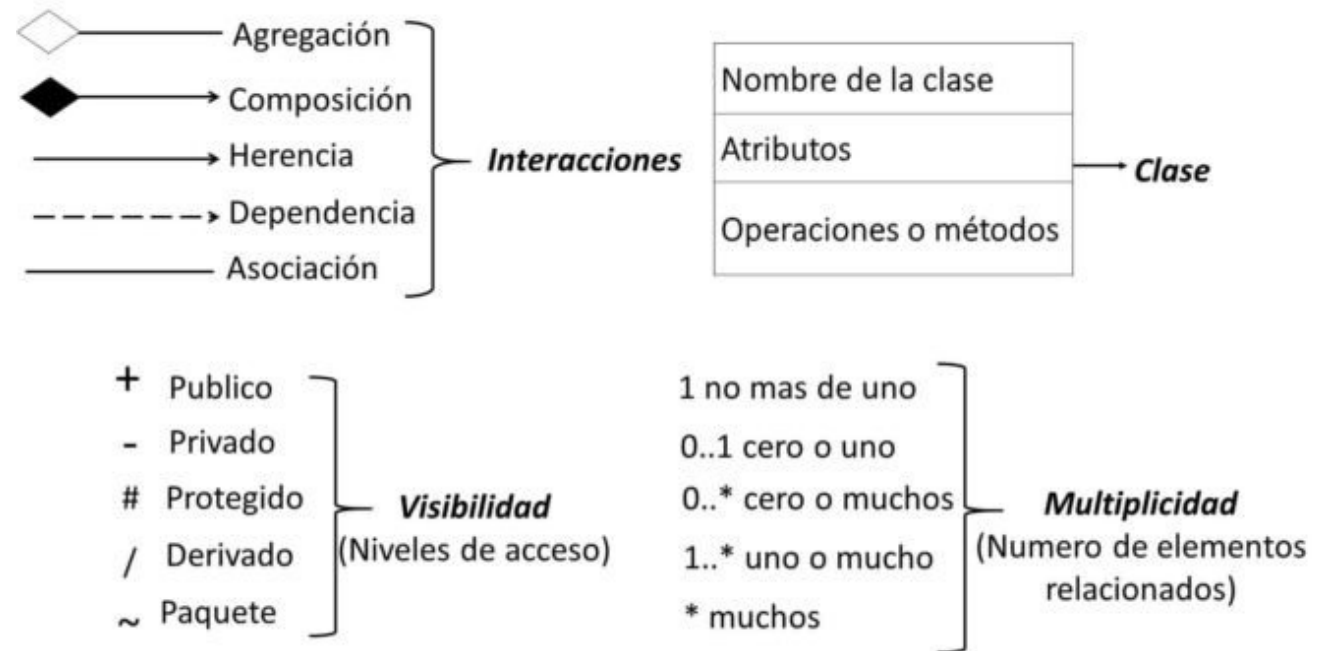 Agregación
Composición
Herencia
Dependencia
Asociación
Interacciones
Nombre de la clase
Atributos
Operaciones o métodos
Clase
+ Publico
- Privado
# Protegido
/ Derivado
~ Paquete
Visibilidad
(Niveles de acceso)
1 no mas de uno
0..1 cero o uno
0..* cero o muchos
1..* uno o mucho
* muchos
Multiplicidad
(Numero de elementos
relacionados)